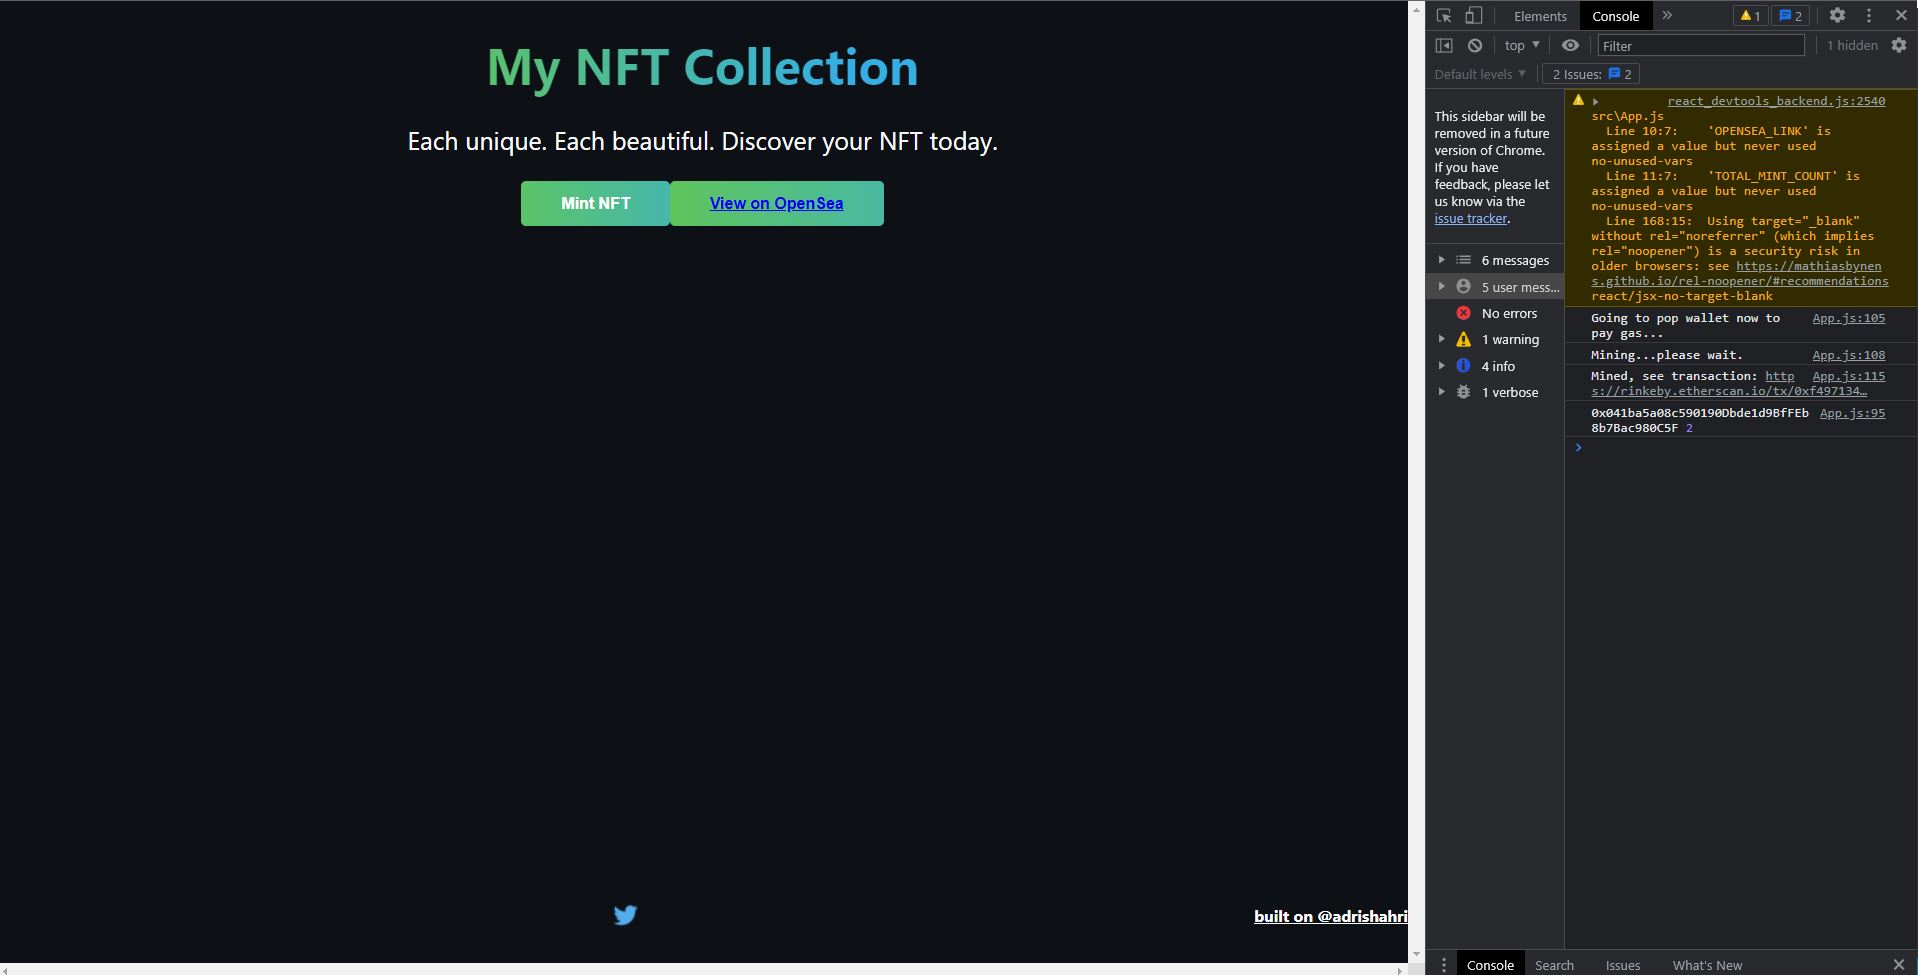 My NFT Collection
Each unique. Each beautiful. Discover your NFT today.
Mint NFT
View on OpenSea
built on @adrishahri
Elements
Console
1
2
top
Filter
1 hidden
Default levels
2 Issues:
2
This sidebar will be
removed in a future
version of Chrome.
If you have
feedback, please let
us know via the
issue tracker.
6 messages
5 user mess...
No errors
1 warning
4 info
1 verbose
react_devtools_backend.js:2540
src\App.js
Line 10:7: 'OPENSEA_LINK' is
assigned a value but never used
no-unused-vars
Line 11:7: 'TOTAL_MINT_COUNT' is
assigned a value but never used
no-unused-vars
Line 168:15: Using target="_blank"
without rel="noreferrer" (which implies
rel="noopener") is a security risk in
older browsers: see https://mathiasbynen
s.github.io/rel-noopener/#recommendations
react/jsx-no-target-blank
Going to pop wallet now to App.js:105
pay gas...
Mining...please wait. App.js:108
Mined, see transaction: http App.js:115
s://rinkeby.etherscan.io/tx/0xf497134…
0x041ba5a08c590190Dbde1d9BfFEb App.js:95
8b7Bac980C5F 2
Console
Search
Issues
What's New